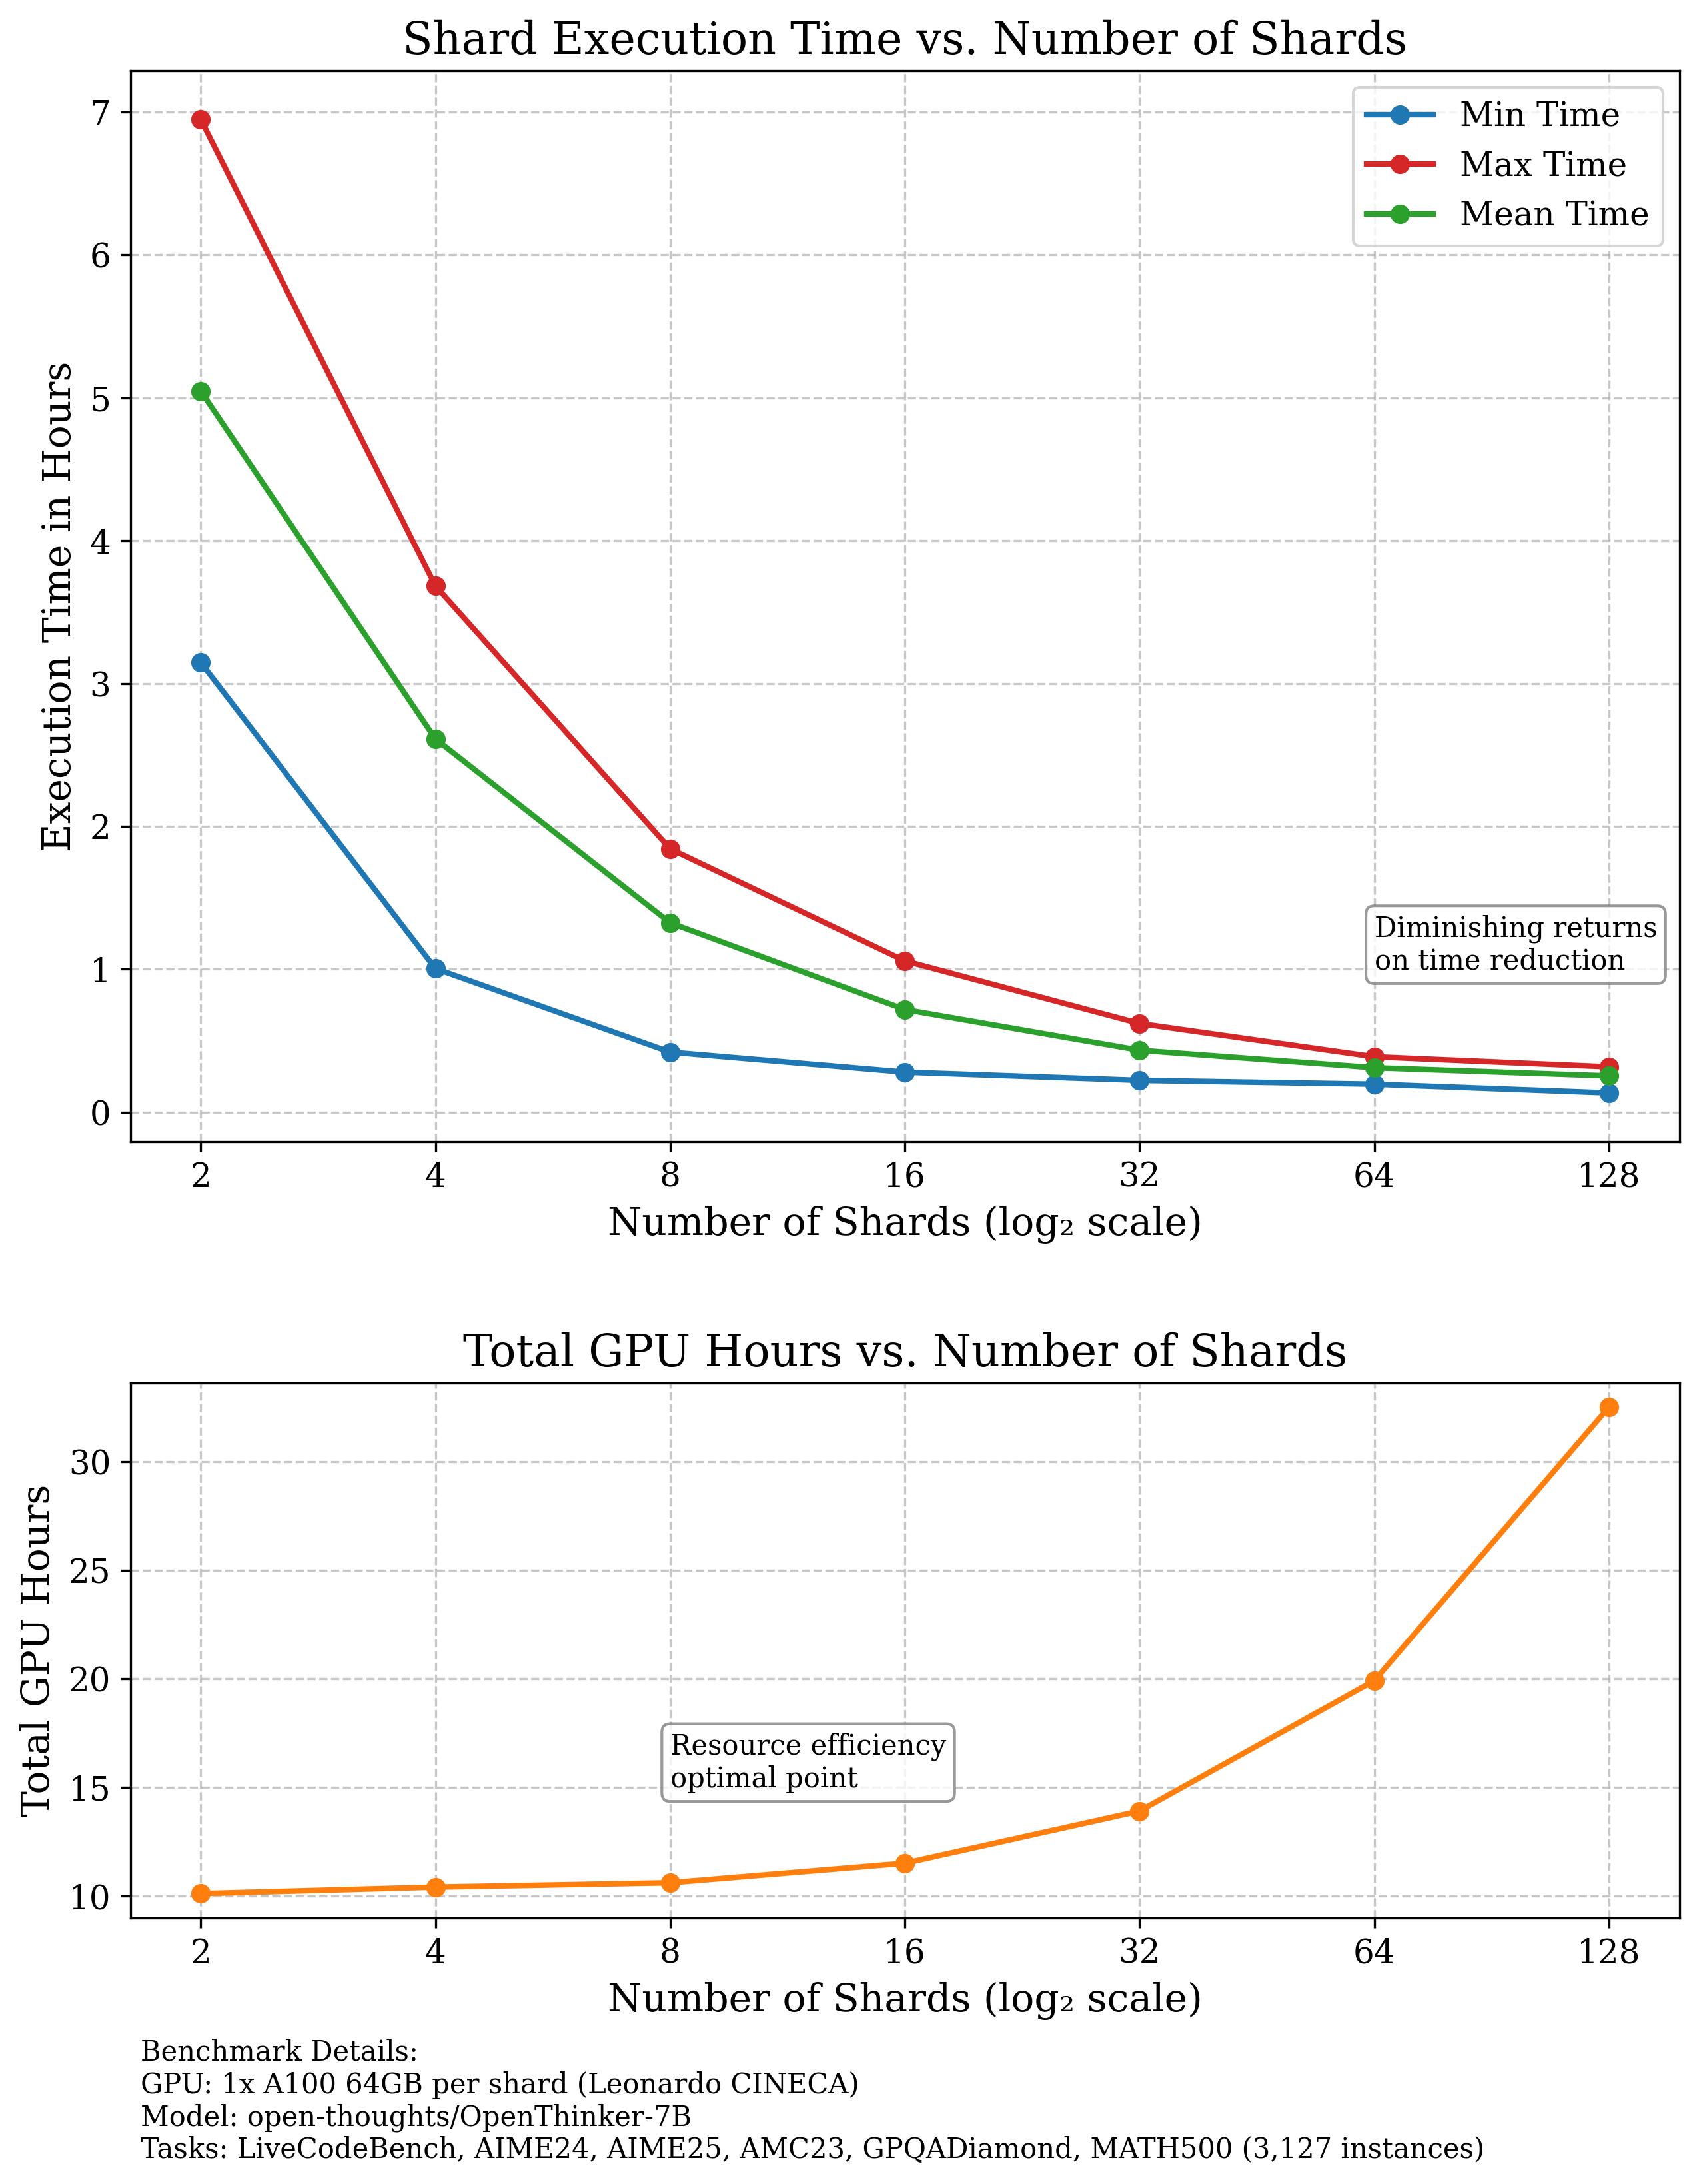 Shard Execution Time vs. Number of Shards
Execution Time in Hours
7
6
5
4
3
2
1
0
Min Time
Max Time
Mean Time
Diminishing returns
on time reduction
2 4 8 16 32 64 128
Number of Shards (log₂ scale)
Total GPU Hours vs. Number of Shards
Total GPU Hours
30
25
20
15
10
Resource efficiency
optimal point
2 4 8 16 32 64 128
Number of Shards (log₂ scale)
Benchmark Details:
GPU: 1x A100 64GB per shard (Leonardo CINECA)
Model: open-thoughts/OpenThinker-7B
Tasks: LiveCodeBench, AIME24, AIME25, AMC23, GPQADiamond, MATH500 (3,127 instances)